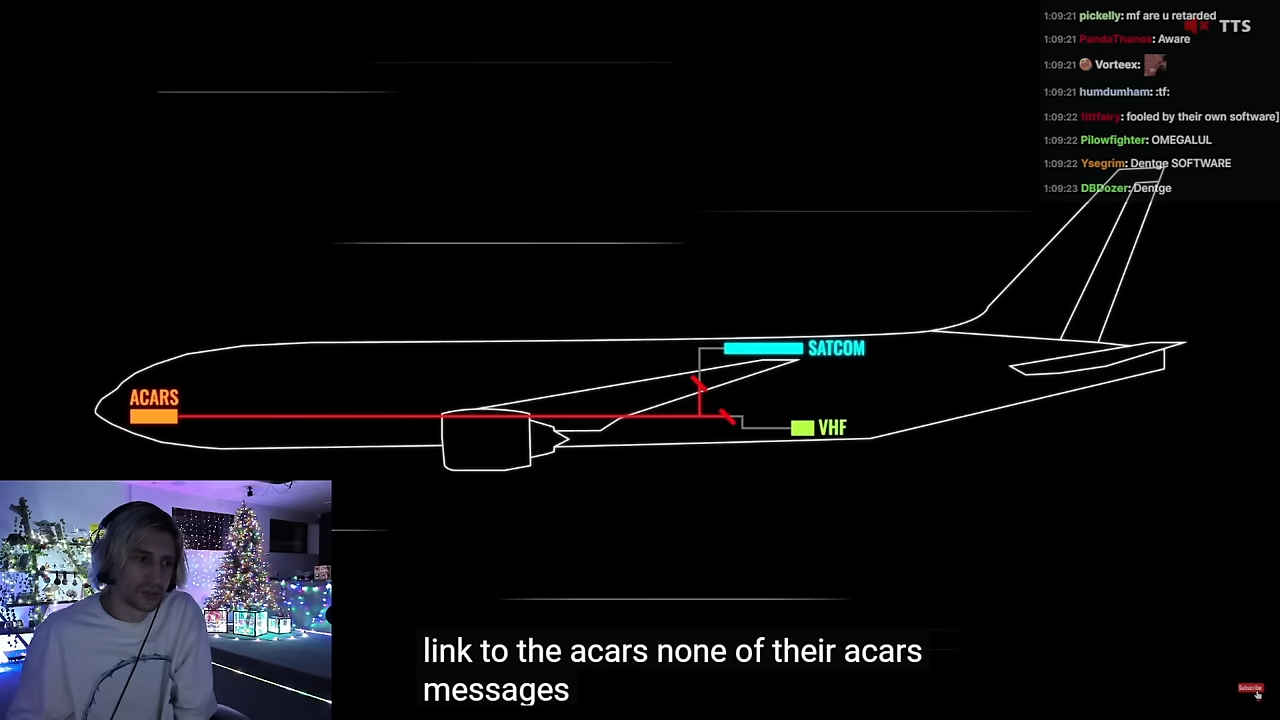 1:09:21 pickelly: mf are u retarded
TTS
1:09:21 PandaThanos: Aware
1:09:21 Vorteex:
1:09:21 humdumham: :tf:
1:09:22 tittfairy: fooled by their own software]
1:09:22 Pilowfighter: OMEGALUL
1:09:22 Ysegrim: Dentge SOFTWARE
1:09:23 DBDozer: Dentge
SATCOM
ACARS
VHF
link to the acars none of their acars
messages
Subscribe